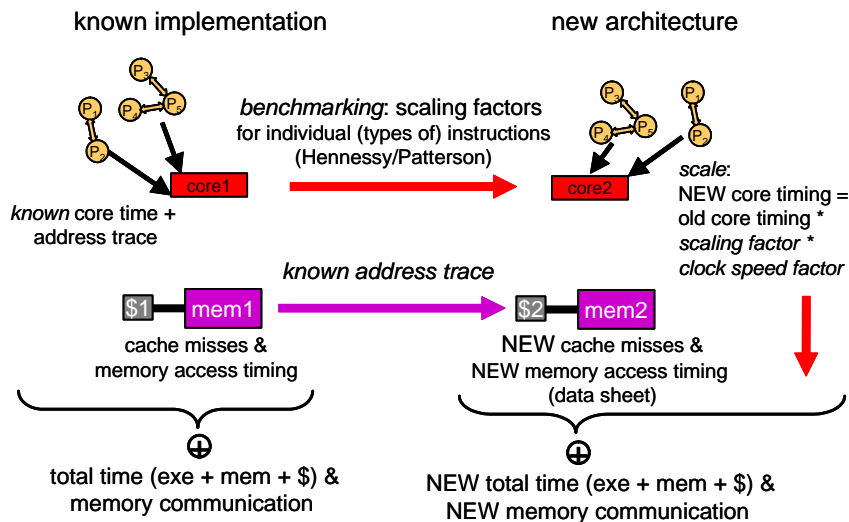 known implementation
new architecture
P3
P1
P4
P5
P2
benchmarking: scaling factors
for individual (types of) instructions
(Hennessy/Patterson)
P3
P1
P4
P5
P2
core1
core2
known core time +
address trace
scale:
NEW core timing =
old core timing *
scaling factor *
clock speed factor
known address trace
$1
mem1
$2
mem2
cache misses &
memory access timing
NEW cache misses &
NEW memory access timing
(data sheet)
total time (exe + mem + $) &
memory communication
NEW total time (exe + mem + $) &
NEW memory communication